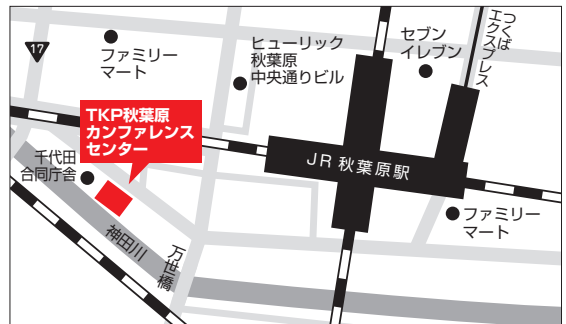 17
ファミリー
マート
ヒューリック
秋葉原
中央通りビル
セブン
イレブン
つくば
エクスプレス
TKP秋葉原
カンファレンス
センター
千代田
合同庁舎
JR秋葉原駅
ファミリー
マート
神田川
万世橋